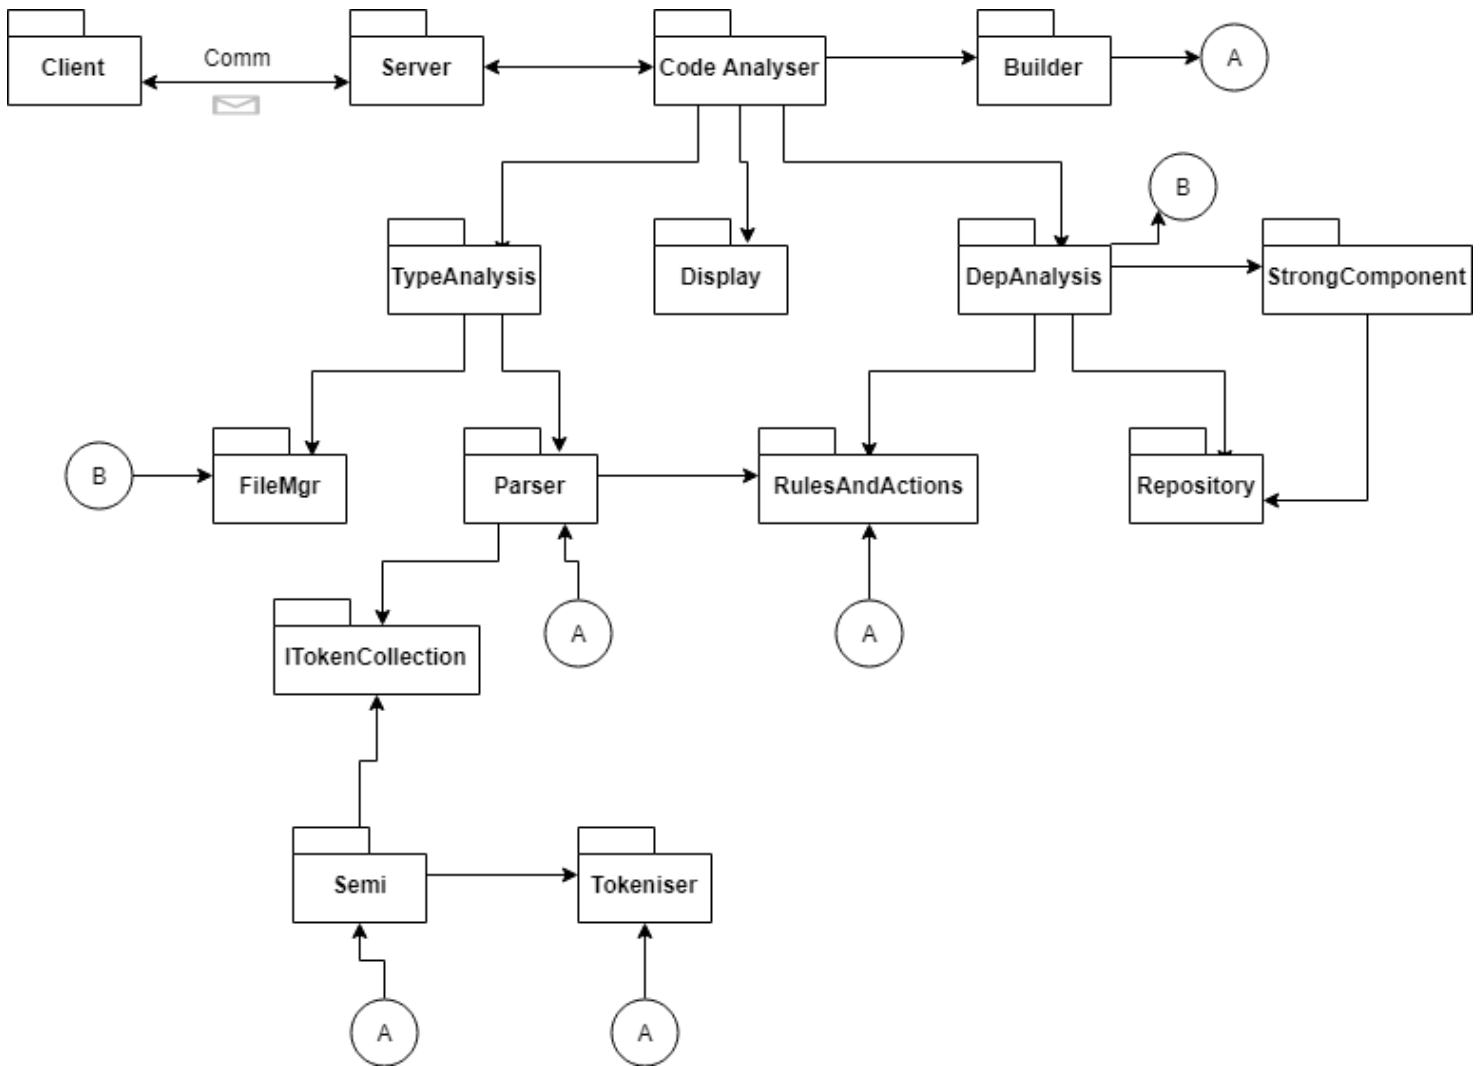 Client
Comm
Server
Code Analyser
Builder
A
B
TypeAnalysis
Display
DepAnalysis
StrongComponent
B
FileMgr
Parser
RulesAndActions
Repository
A
A
ITokenCollection
Semi
Tokeniser
A
A